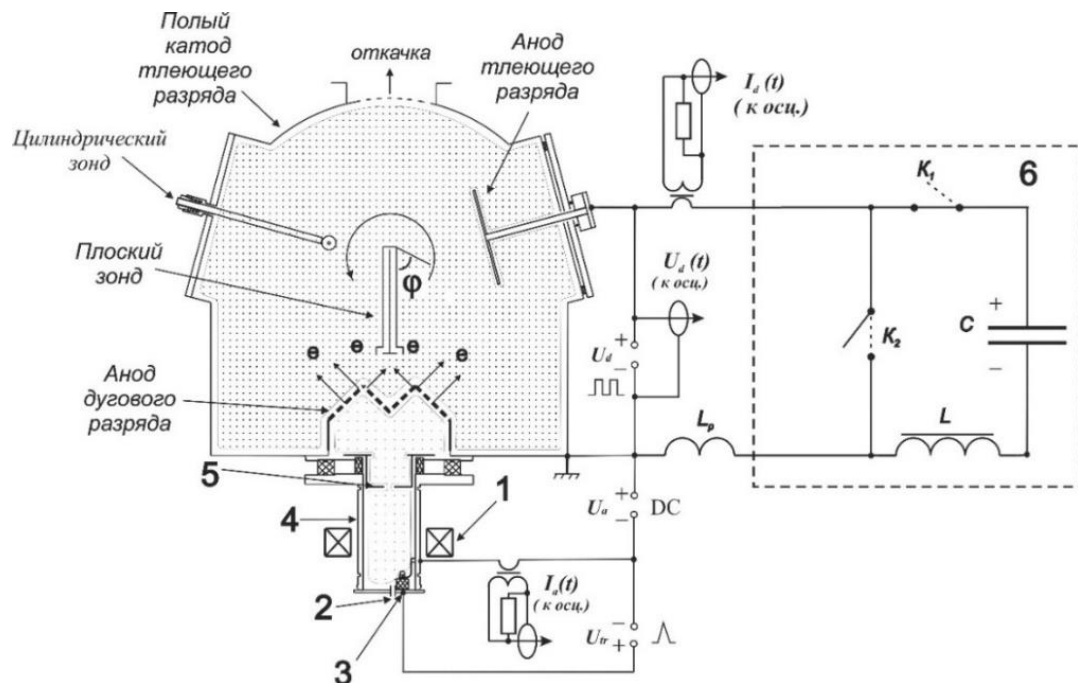 Полый
катод
тлеющего
разряда
откачка
Анод
тлеющего
разряда
Цилиндрический
зонд
Плоский
зонд
φ
e e e e
Анод
дугового
разряда
5
4
1
2
3
I_d (t)
( к осц.)
U_d (t)
( к осц.)
+
U_d
−
L_p
+
U_a DC
−
I_a(t)
( к осц.)
−
U_tr
+
K_1
6
K_2
+
C
−
L